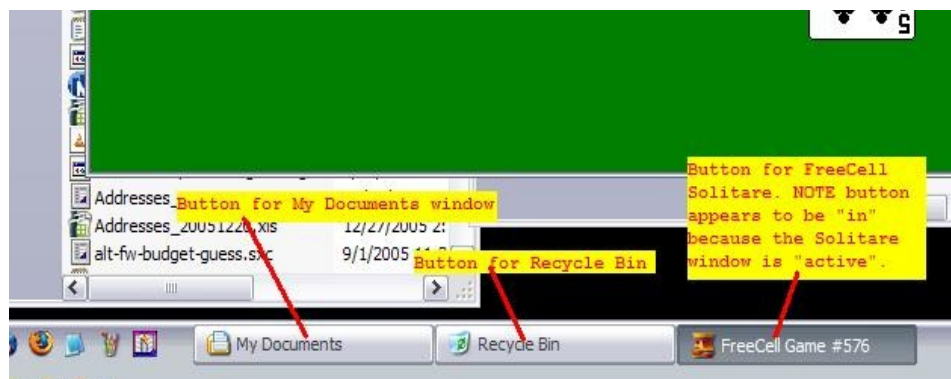 5
Button for FreeCell
Solitare. NOTE button
appears to be "in"
because the Solitare
window is "active".
Addresses_
Button for My Documents window
Addresses_20051220.xls 12/27/2005 2:
alt-fw-budget-guess.sxc 9/1/2005
Button for Recycle Bin
My Documents
Recycle Bin
FreeCell Game #576